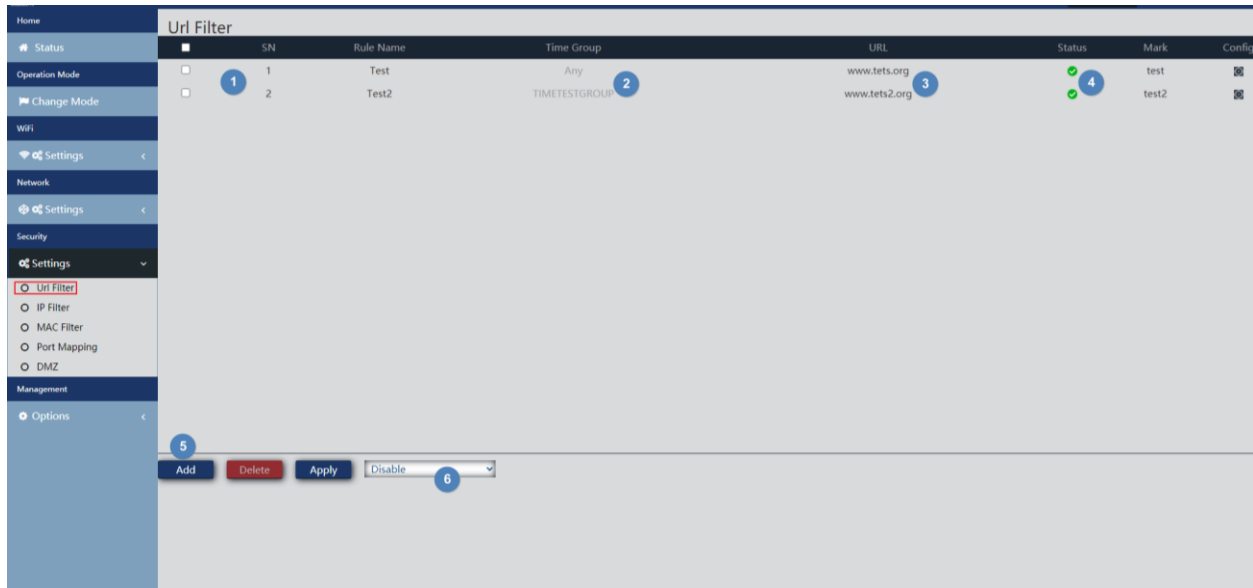 Home
Url Filter
Status
SN Rule Name Time Group URL Status Mark Config
Operation Mode
1 Test Any www.tets.org test
1 2 3 4
2 Test2 TIMETESTGROUP www.tets2.org test2
Change Mode
WiFi
Settings
Network
Settings
Security
Settings
Url Filter
IP Filter
MAC Filter
Port Mapping
DMZ
Management
Options
5
Add Delete Apply Disable
6